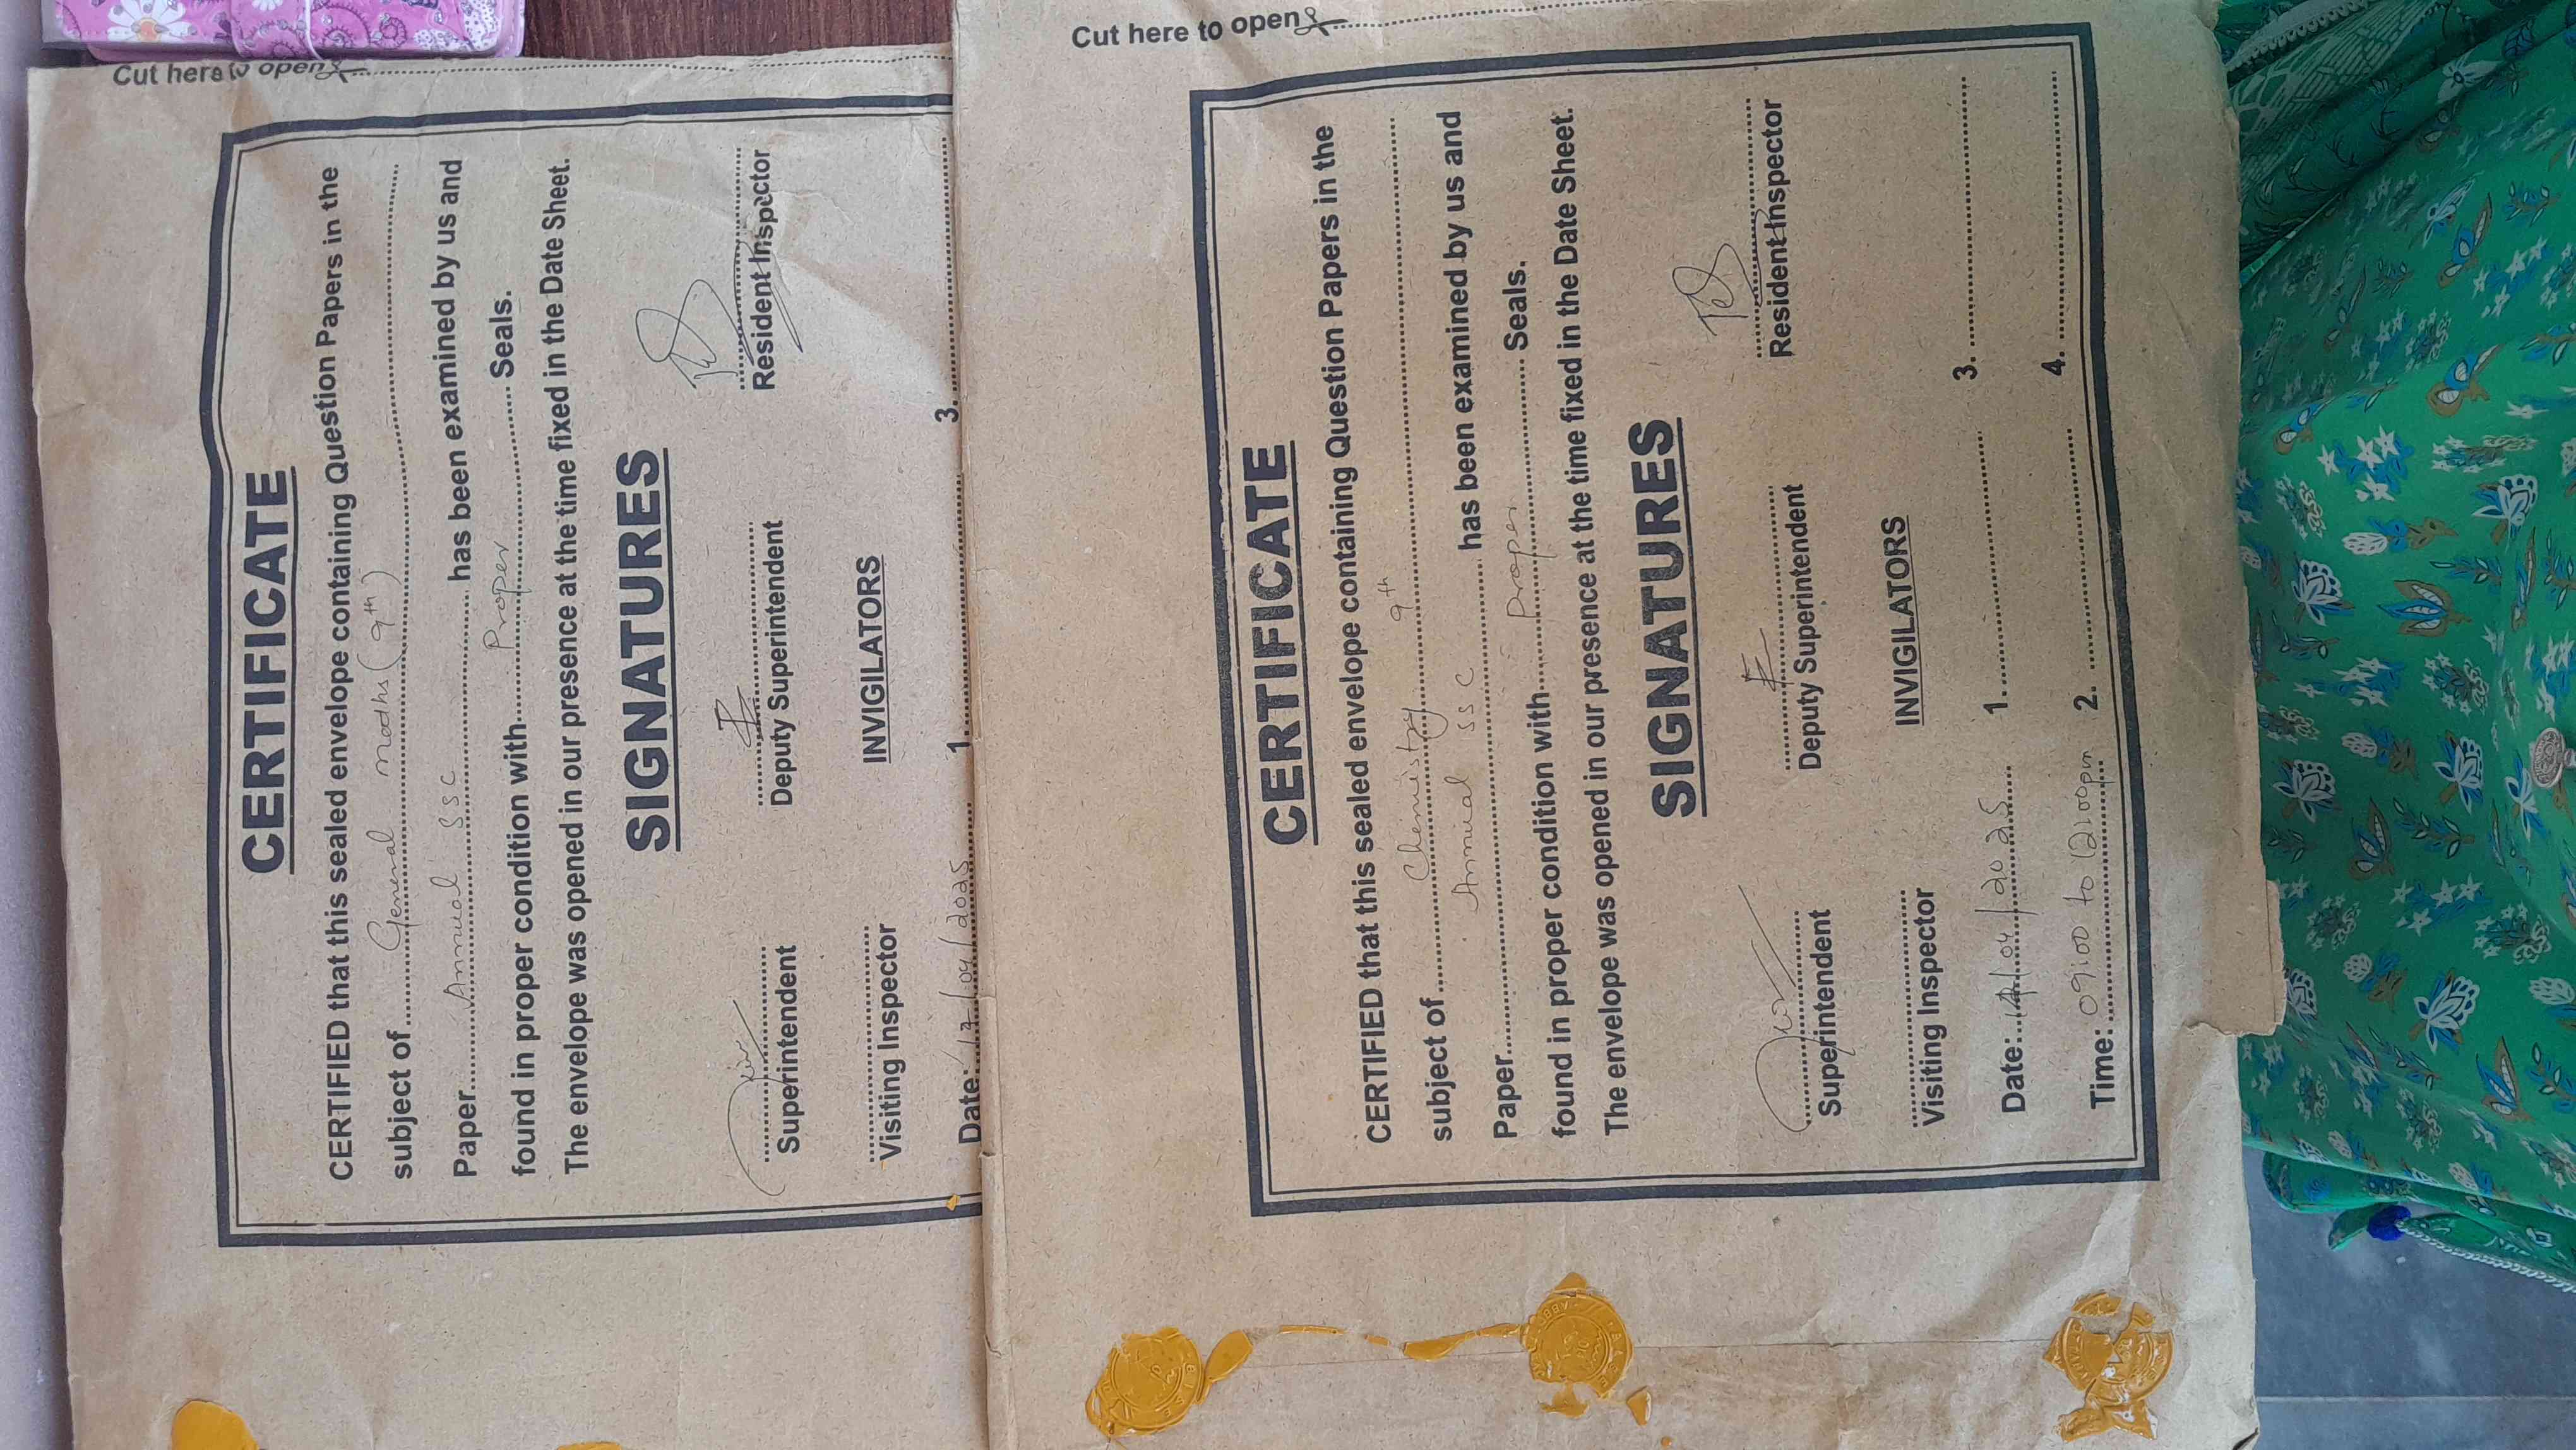 Cut here to open
CERTIFICATE
CERTIFIED that this sealed envelope containing Question Papers in the
subject of General maths (9th)
Paper Annual SSC has been examined by us and
found in proper condition with Proper Seals.
The envelope was opened in our presence at the time fixed in the Date Sheet.
SIGNATURES
Superintendent Deputy Superintendent Resident Inspector
Visiting Inspector INVIGILATORS
Date: /04/2025 1. 3.
Cut here to open
CERTIFICATE
CERTIFIED that this sealed envelope containing Question Papers in the
subject of Chemistry 9th
Paper Annual SSC has been examined by us and
found in proper condition with Proper Seals.
The envelope was opened in our presence at the time fixed in the Date Sheet.
SIGNATURES
Superintendent Deputy Superintendent Resident Inspector
Visiting Inspector INVIGILATORS
Date: /04/2025 1. 3.
Time: 09:00 to 12:00pm 2. 4.